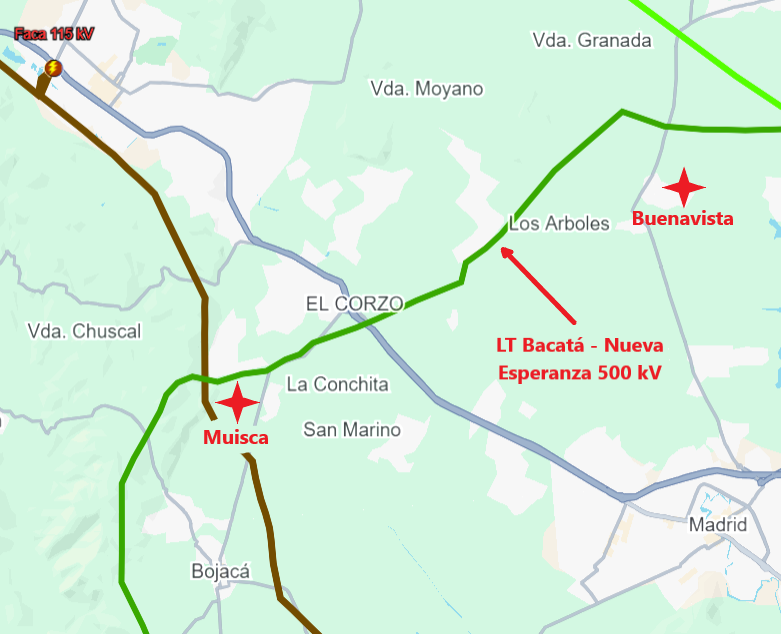 Faca 115 kV
Vda. Granada
Vda. Moyano
Buenavista
Los Arboles
EL CORZO
Vda. Chuscal
LT Bacatá - Nueva
Esperanza 500 kV
La Conchita
Muisca
San Marino
Madrid
Bojacá